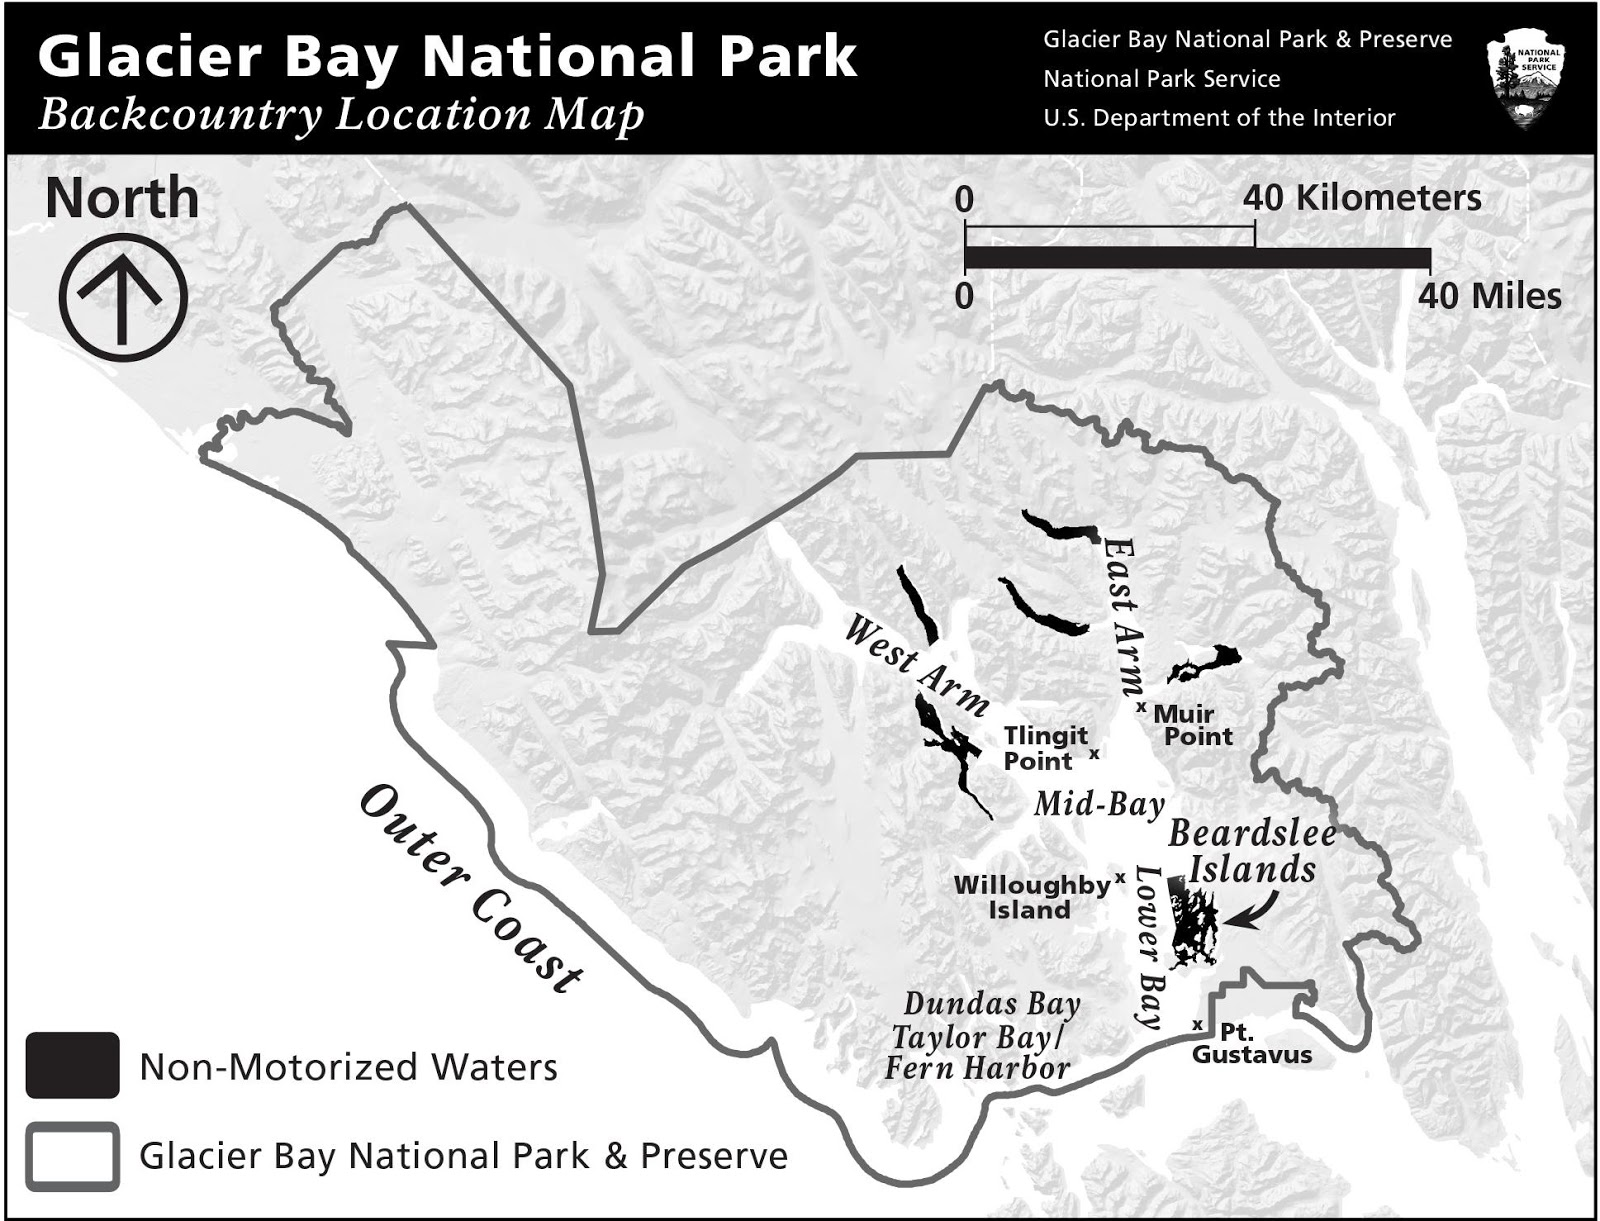 Glacier Bay National Park
Backcountry Location Map
Glacier Bay National Park & Preserve
National Park Service
U.S. Department of the Interior
NATIONAL
PARK
SERVICE
North
0
40 Kilometers
0
40 Miles
East Arm
West Arm
x Muir
Point
Tlingit
Point x
Mid-Bay
Beardslee
Islands
Willoughby x
Island
Lower Bay
Outer Coast
Dundas Bay
Taylor Bay/
Fern Harbor
x Pt.
Gustavus
Non-Motorized Waters
Glacier Bay National Park & Preserve